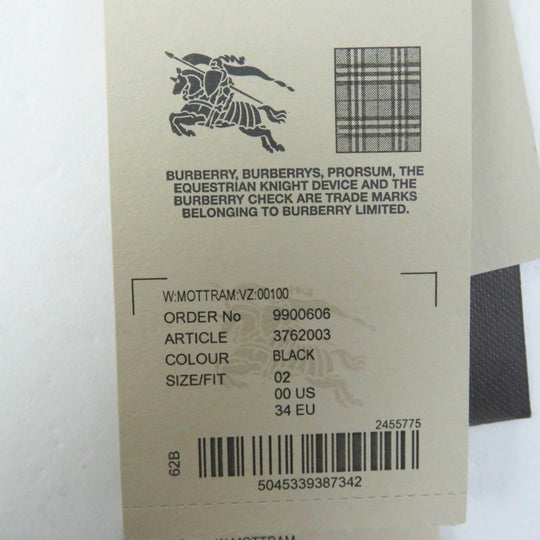 BURBERRY, BURBERRYS, PRORSUM, THE
EQUESTRIAN KNIGHT DEVICE AND THE
BURBERRY CHECK ARE TRADE MARKS
BELONGING TO BURBERRY LIMITED.
W:MOTTRAM:VZ:00100
ORDER No 9900606
ARTICLE 3762003
COLOUR BLACK
SIZE/FIT 02
00 US
34 EU
2455775
62B
5045339387342
W:MOTTRAM